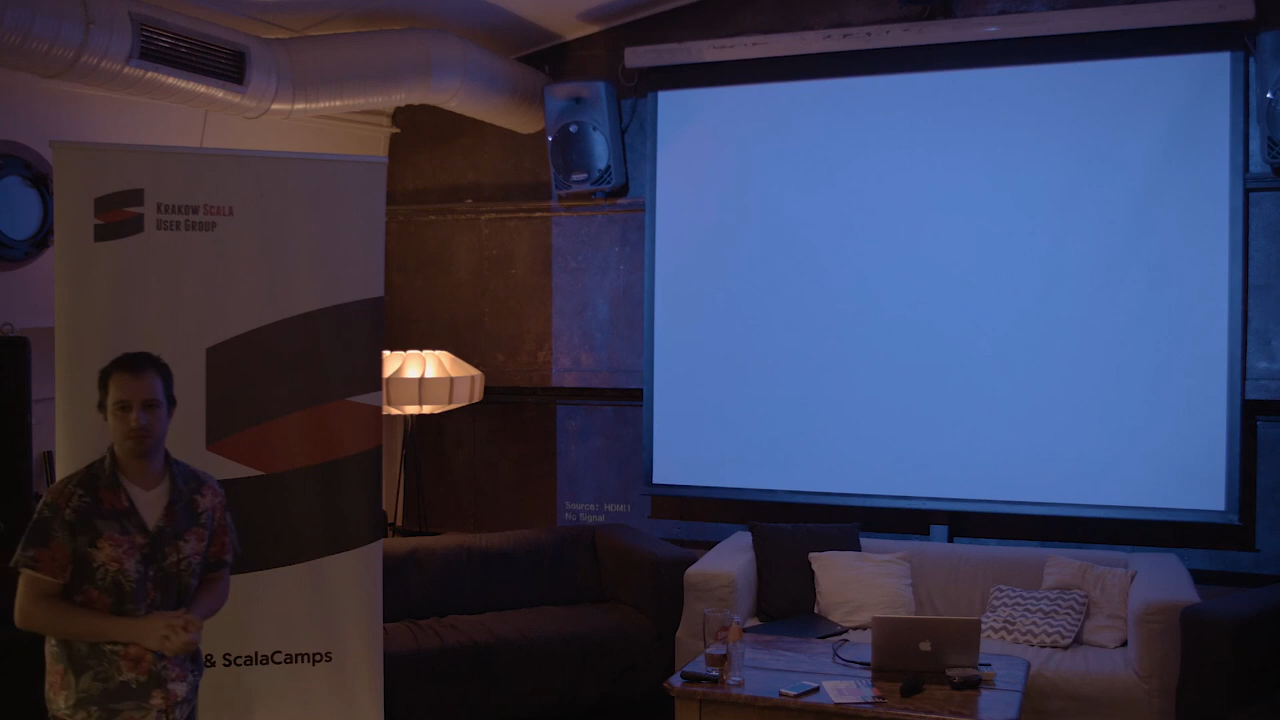 KRAKOW SCALA
USER GROUP
Source: HDMI1
No Signal
& ScalaCamps